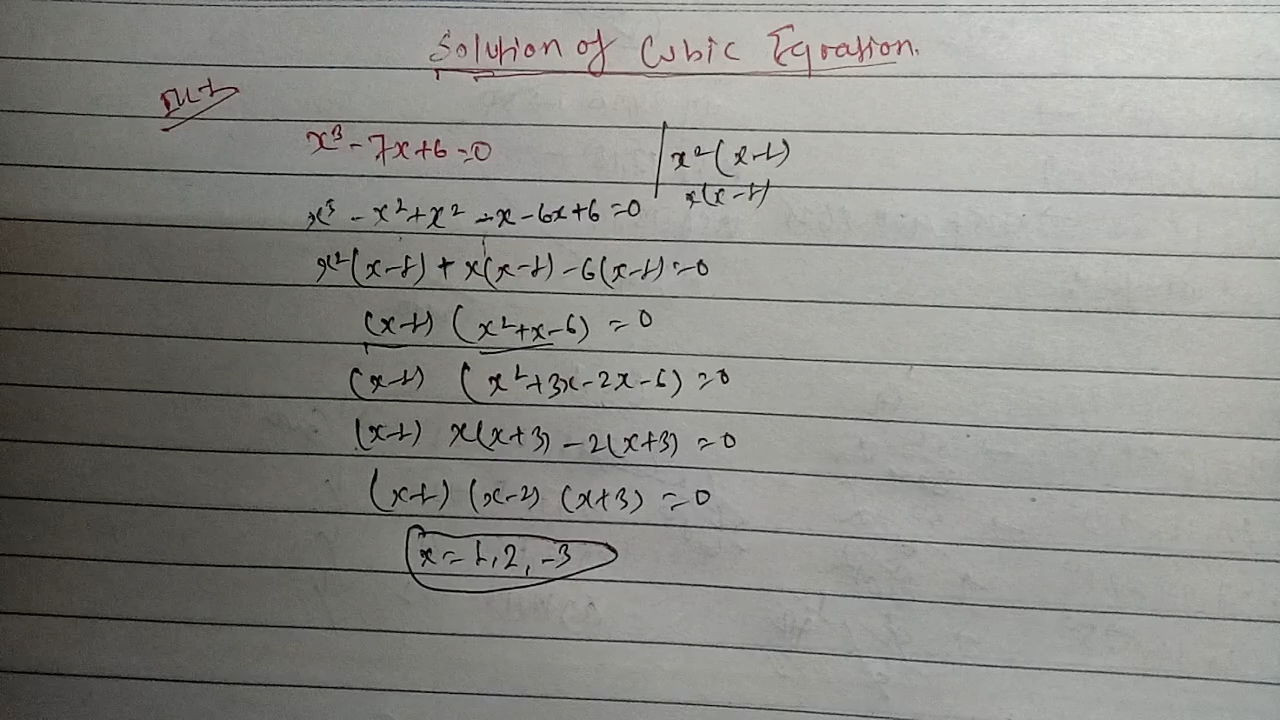 Solution of Cubic Equation.
Ill-1
x³ - 7x + 6 = 0
x²(x-1)
x(x-1)
x³ - x² + x² - x - 6x + 6 = 0
x²(x-1) + x(x-1) - 6(x-1) = 0
(x-1) (x² + x - 6) = 0
(x-1) (x² + 3x - 2x - 6) = 0
(x-1) x(x+3) - 2(x+3) = 0
(x-1) (x-2) (x+3) = 0
x = 1, 2, -3